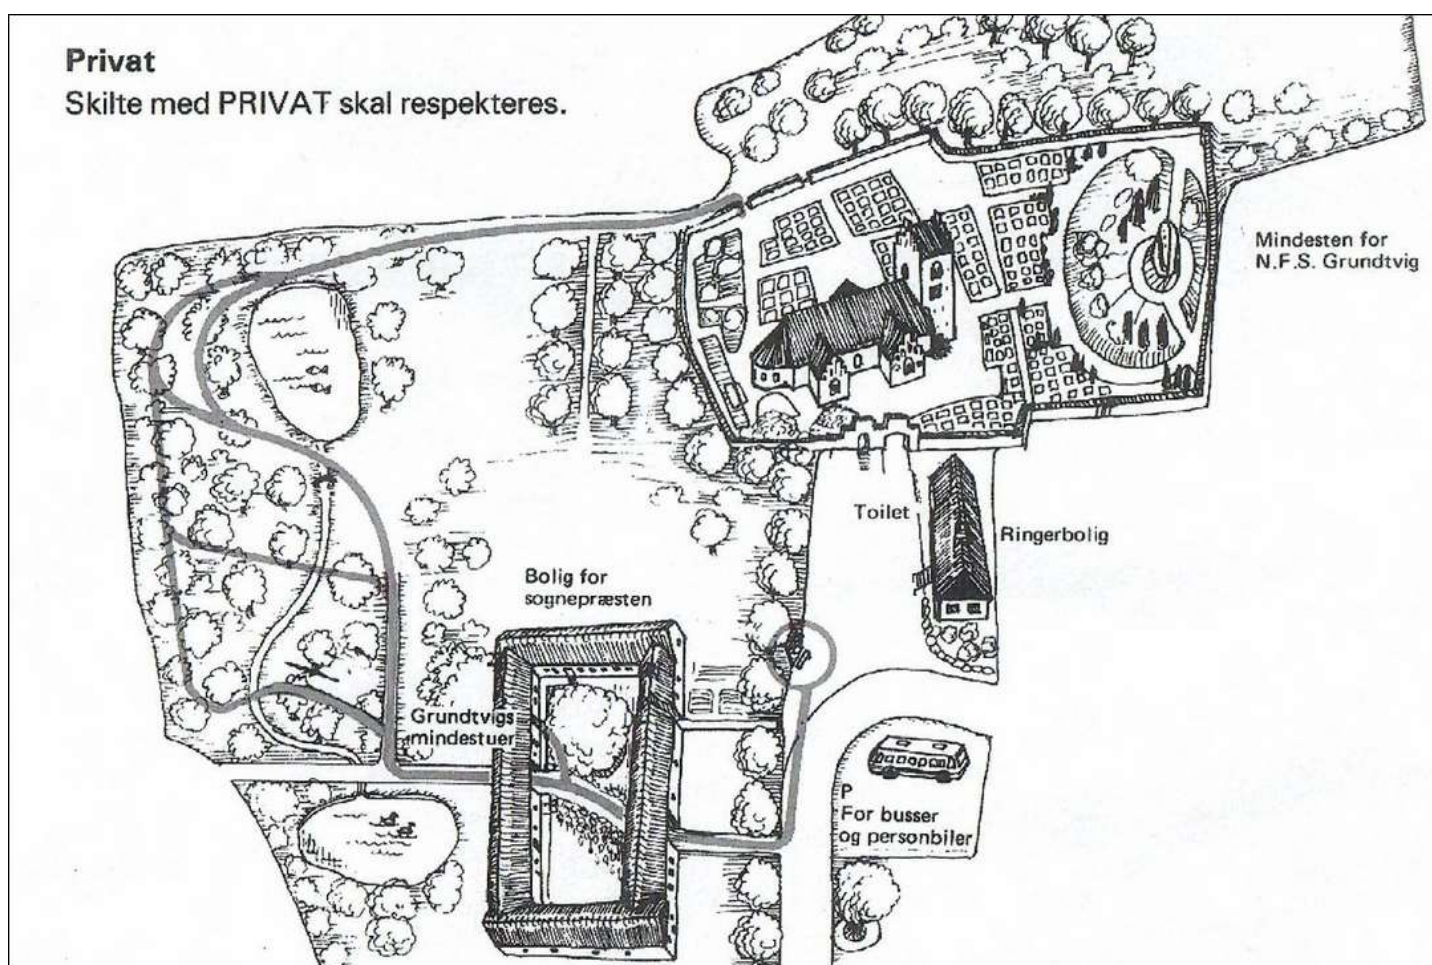 Privat
Skilte med PRIVAT skal respekteres.
Mindesten for
N.F.S. Grundtvig
Toilet
Ringerbolig
Bolig for
sognepræsten
Grundtvigs
mindestuer
P
For busser
og personbiler